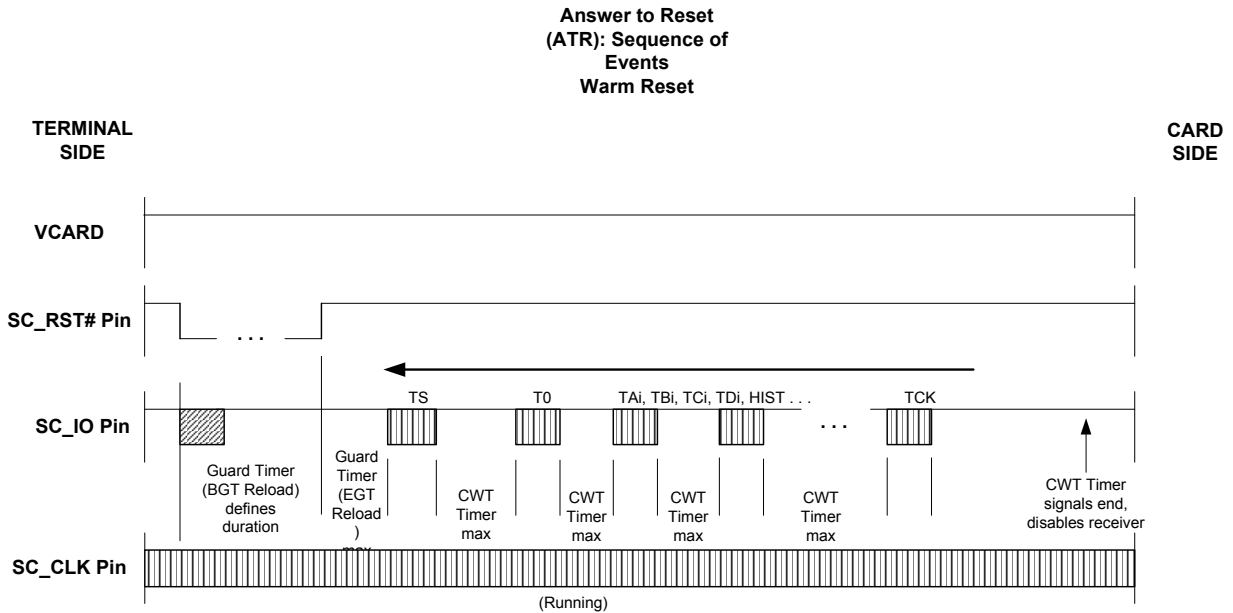 Answer to Reset
(ATR): Sequence of
Events
Warm Reset
TERMINAL
SIDE
CARD
SIDE
VCARD
SC_RST# Pin
. . .
TS
T0
TAi, TBi, TCi, TDi, HIST . . .
TCK
SC_IO Pin
. . .
Guard Timer
(BGT Reload)
defines
duration
Guard
Timer
(EGT
Reload
)
max
CWT
Timer
max
CWT
Timer
max
CWT
Timer
max
CWT
Timer
max
CWT Timer
signals end,
disables receiver
SC_CLK Pin
(Running)